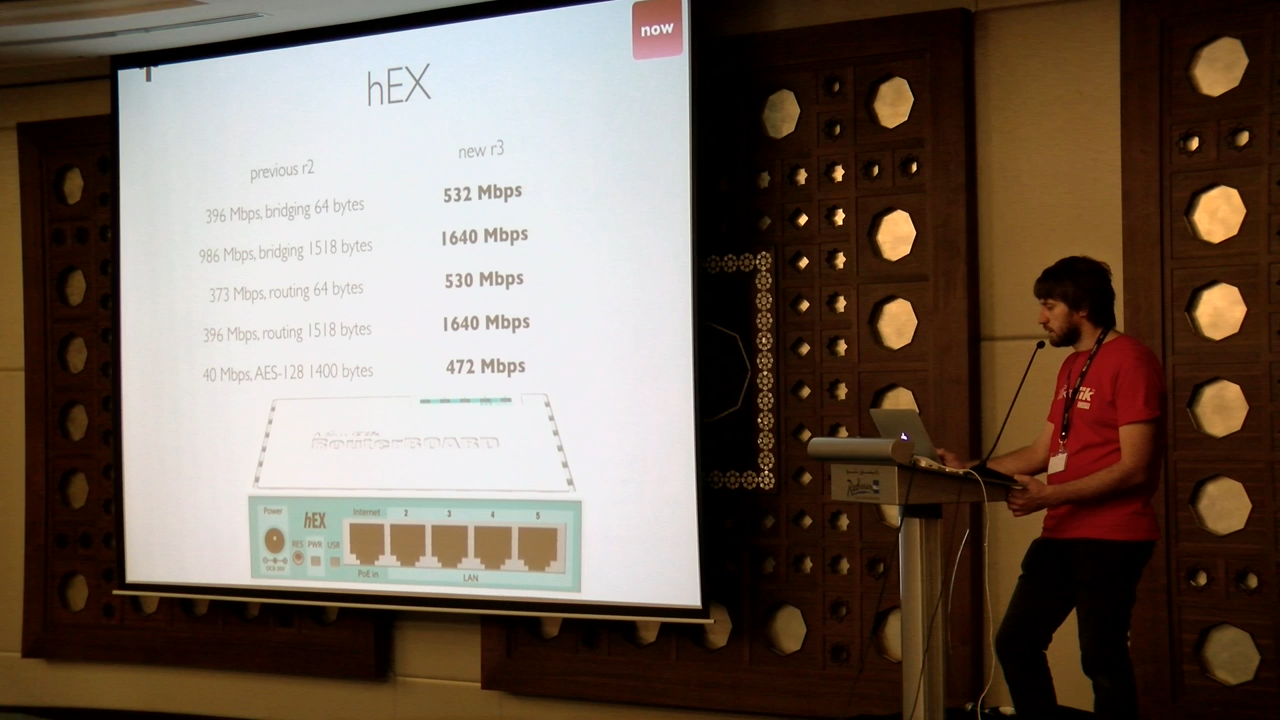 now
hEX
previous r2
new r3
396 Mbps, bridging 64 bytes
532 Mbps
986 Mbps, bridging 1518 bytes
1640 Mbps
373 Mbps, routing 64 bytes
530 Mbps
396 Mbps, routing 1518 bytes
1640 Mbps
40 Mbps, AES-128 1400 bytes
472 Mbps
RouterBOARD
Power
hEX
Internet 2 3 4 5
RES PWR USB
PoE in
LAN
Radisson